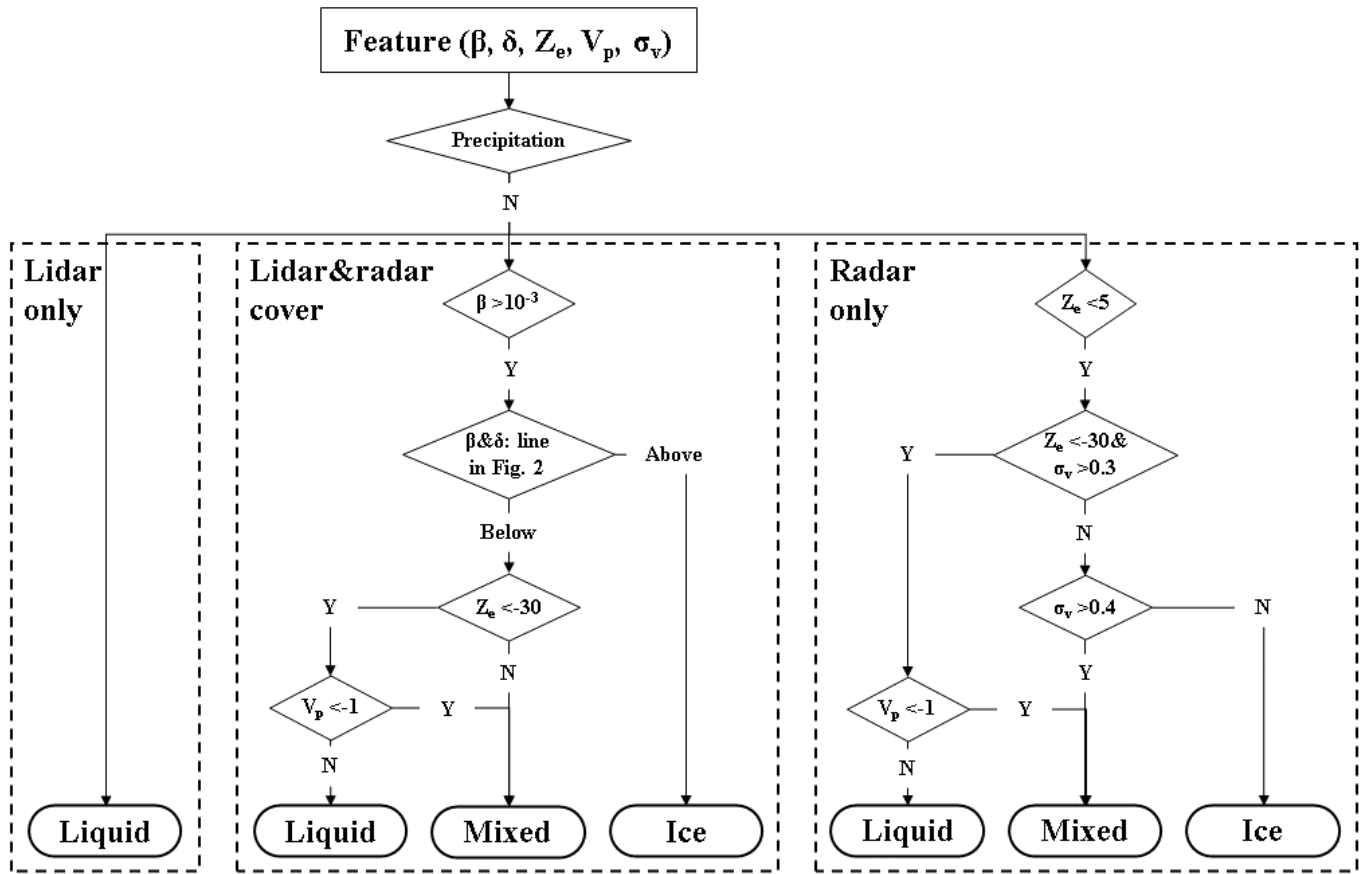 Feature (β, δ, Zₑ, Vₚ, σᵥ)
Precipitation
N
Lidar
only
Liquid
Lidar&radar
cover
β >10⁻³
Y
β&δ: line
in Fig. 2
Above
Below
Zₑ <-30
Y
N
Vₚ <-1
Y
N
Liquid
Mixed
Ice
Radar
only
Zₑ <5
Y
Zₑ <-30&
σᵥ >0.3
Y
N
σᵥ >0.4
N
Y
Vₚ <-1
Y
N
Liquid
Mixed
Ice